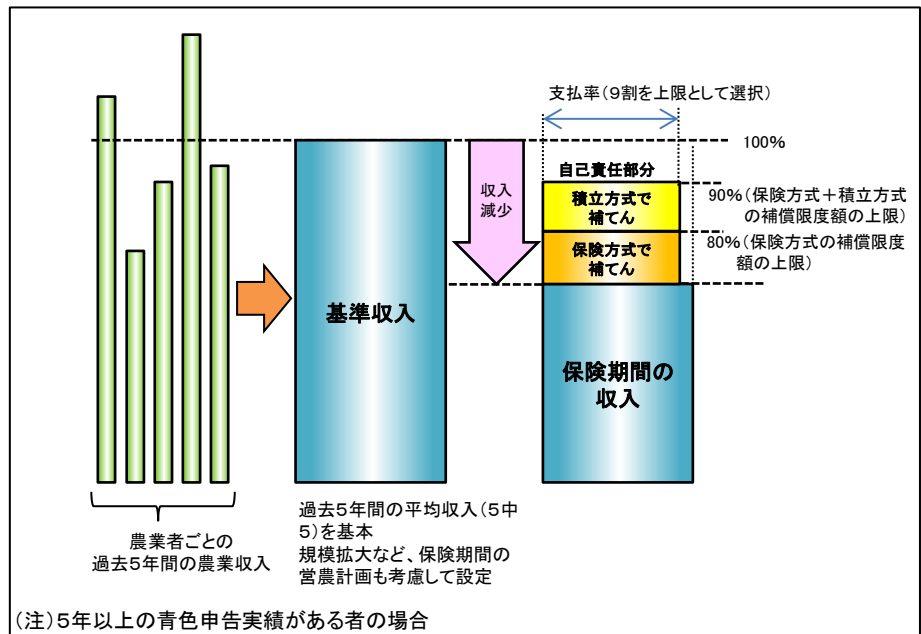 支払率(9割を上限として選択)
100%
自己責任部分
収入
減少
積立方式で
補てん
90%(保険方式+積立方式
の補償限度額の上限)
保険方式で
補てん
80%(保険方式の補償限度
額の上限)
基準収入
保険期間の
収入
農業者ごとの
過去5年間の農業収入
過去5年間の平均収入(5中
5)を基本
規模拡大など、保険期間の
営農計画も考慮して設定
(注)5年以上の青色申告実績がある者の場合